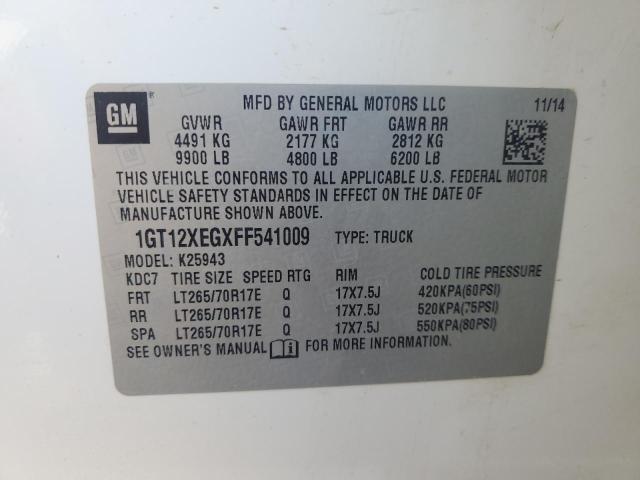 GM
MFD BY GENERAL MOTORS LLC 11/14
GVWR GAWR FRT GAWR RR
4491 KG 2177 KG 2812 KG
9900 LB 4800 LB 6200 LB
THIS VEHICLE CONFORMS TO ALL APPLICABLE U.S. FEDERAL MOTOR
VEHICLE SAFETY STANDARDS IN EFFECT ON THE DATE OF
MANUFACTURE SHOWN ABOVE.
1GT12XEGXFF541009 TYPE: TRUCK
MODEL: K25943
KDC7 TIRE SIZE SPEED RTG RIM COLD TIRE PRESSURE
FRT LT265/70R17E Q 17X7.5J 420KPA(60PSI)
RR LT265/70R17E Q 17X7.5J 520KPA(75PSI)
SPA LT265/70R17E Q 17X7.5J 550KPA(80PSI)
SEE OWNER'S MANUAL FOR MORE INFORMATION.